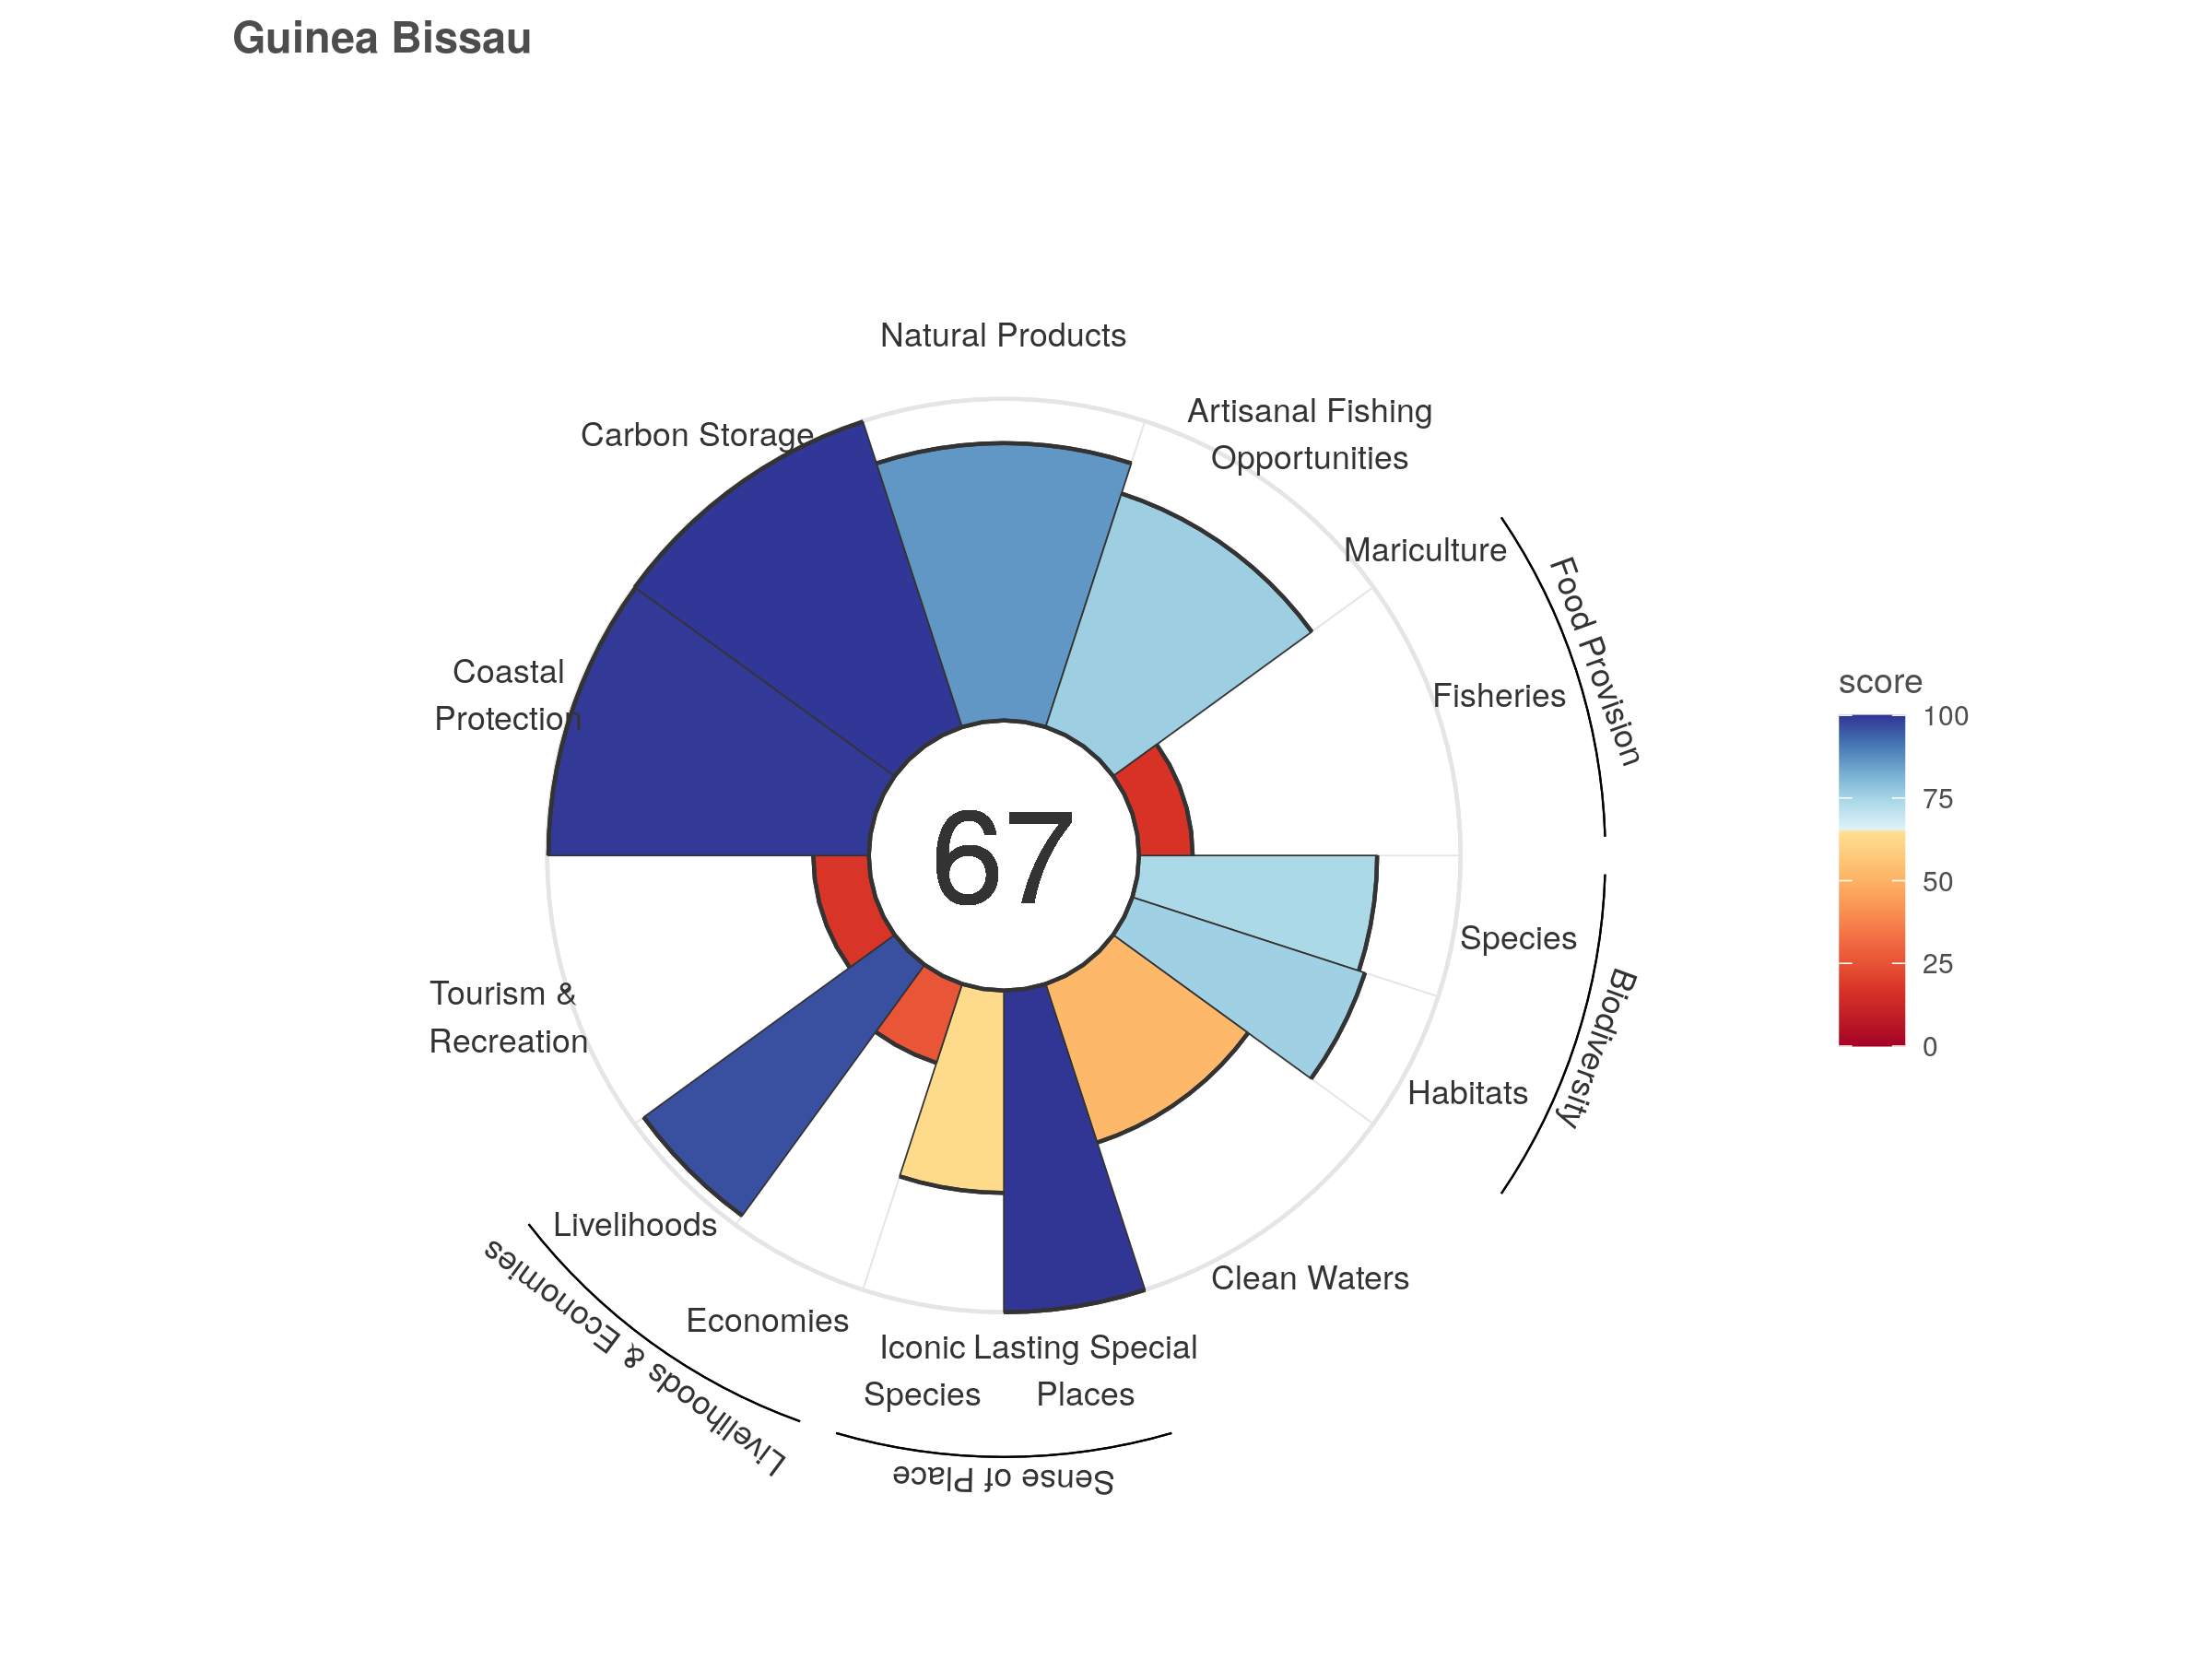 Guinea Bissau
Natural Products
Artisanal Fishing
Opportunities
Carbon Storage
Mariculture
Food Provision
Fisheries
Coastal
Protection
67
score
100
75
50
25
0
Species
Biodiversity
Habitats
Tourism &
Recreation
Livelihoods
Clean Waters
Economies
Livelihoods & Economies
Iconic
Species
Lasting Special
Places
Sense of Place